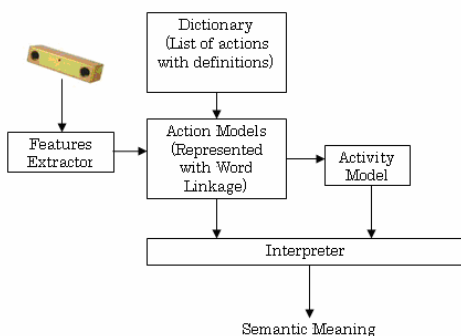 Dictionary
(List of actions
with definitions)
Features
Extractor
Action Models
(Represented
with Word
Linkage)
Activity
Model
Interpreter
Semantic Meaning